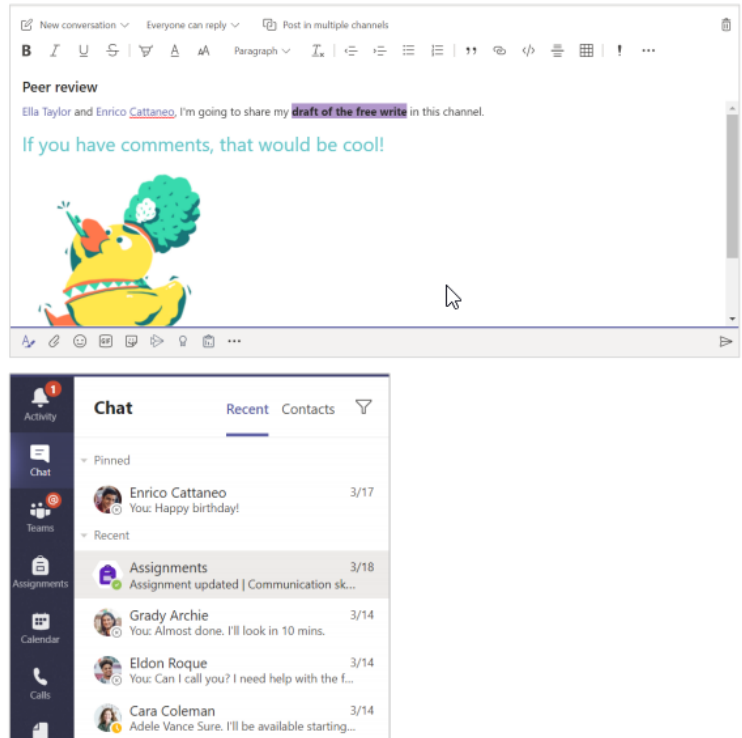 New conversation Everyone can reply Post in multiple channels
B I U S A AA Paragraph Tx </> ! ...
Peer review
Ella Taylor and Enrico Cattaneo, I'm going to share my draft of the free write in this channel.
If you have comments, that would be cool!
GIF
1
Activity
Chat Recent Contacts
Chat
Pinned
Enrico Cattaneo 3/17
You: Happy birthday!
Teams
Recent
Assignments 3/18
Assignment updated | Communication sk...
Assignments
Grady Archie 3/14
You: Almost done. I'll look in 10 mins.
Calendar
Eldon Roque 3/14
You: Can I call you? I need help with the f...
Calls
Cara Coleman 3/14
Adele Vance Sure. I'll be available starting...